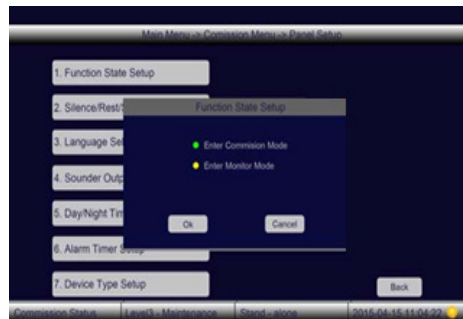 Main Menu -> Comission Menu -> Panel Setup
1. Function State Setup
2. Silence/Rest/
Function State Setup
3. Language Sel
Enter Commision Mode
Enter Monitor Mode
4. Sounder Outp
5. Day/Night Tim
Ok
Cancel
6. Alarm Timer Setup
7. Device Type Setup
Back
Commission Status
Level3 - Maintenance
Stand - alone
2015-04-15 11:04:22